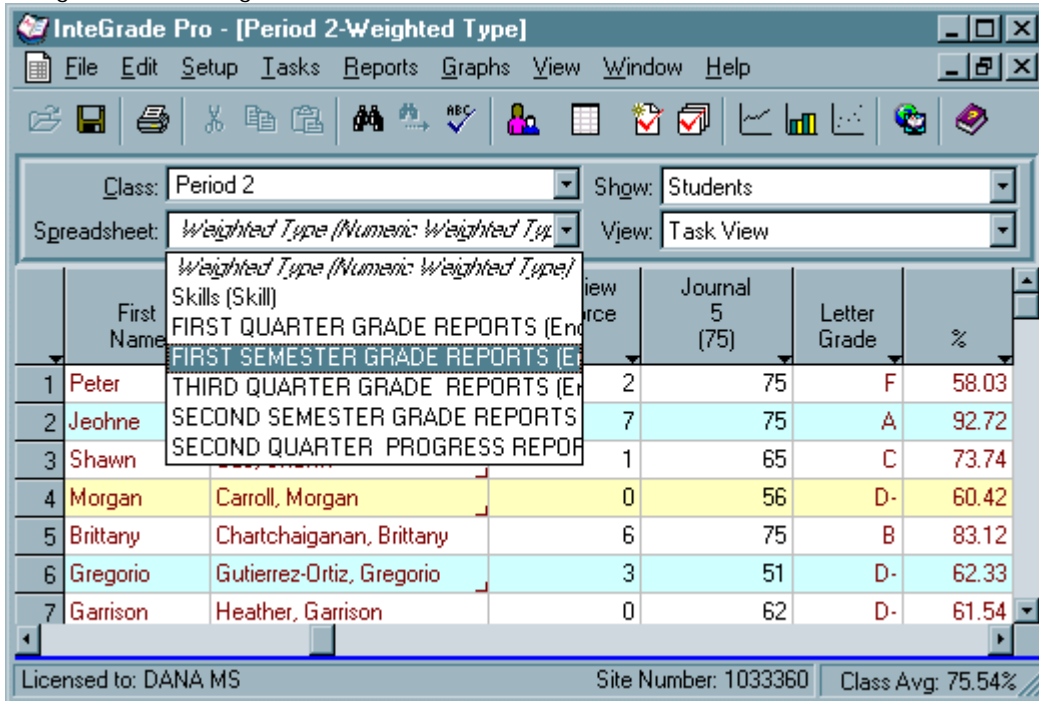 InteGrade Pro - [Period 2-Weighted Type]
File Edit Setup Tasks Reports Graphs View Window Help
ABC
Class: Period 2 Show: Students
Spreadsheet: Weighted Type (Numeric Weighted Typ View: Task View
Weighted Type (Numeric Weighted Type)
Skills (Skill)
FIRST QUARTER GRADE REPORTS (End
FIRST SEMESTER GRADE REPORTS (E
THIRD QUARTER GRADE REPORTS (En
SECOND SEMESTER GRADE REPORTS
SECOND QUARTER PROGRESS REPOR
First Name iew rce Journal 5 (75) Letter Grade %
1 Peter 2 75 F 58.03
2 Jeohne 7 75 A 92.72
3 Shawn 1 65 C 73.74
4 Morgan Carroll, Morgan 0 56 D- 60.42
5 Brittany Chartchaiganan, Brittany 6 75 B 83.12
6 Gregorio Gutierrez-Ortiz, Gregorio 3 51 D- 62.33
7 Garrison Heather, Garrison 0 62 D- 61.54
Licensed to: DANA MS Site Number: 1033360 Class Avg: 75.54%